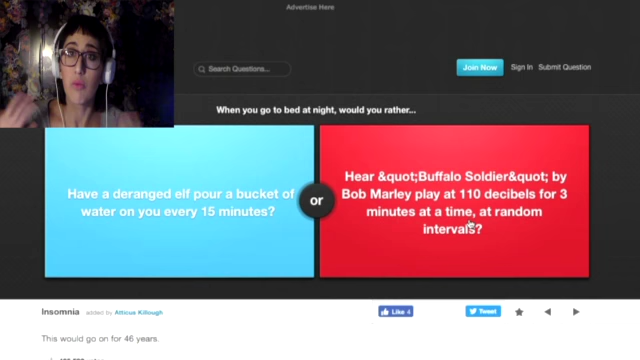 Advertise Here
Search Questions...
Join Now Sign In Submit Question
When you go to bed at night, would you rather...
Have a deranged elf pour a bucket of
water on you every 15 minutes?
or
Hear &quot;Buffalo Soldier&quot; by
Bob Marley play at 110 decibels for 3
minutes at a time, at random
intervals?
Insomnia added by Atticus Killough
Like 4
Tweet
This would go on for 46 years.